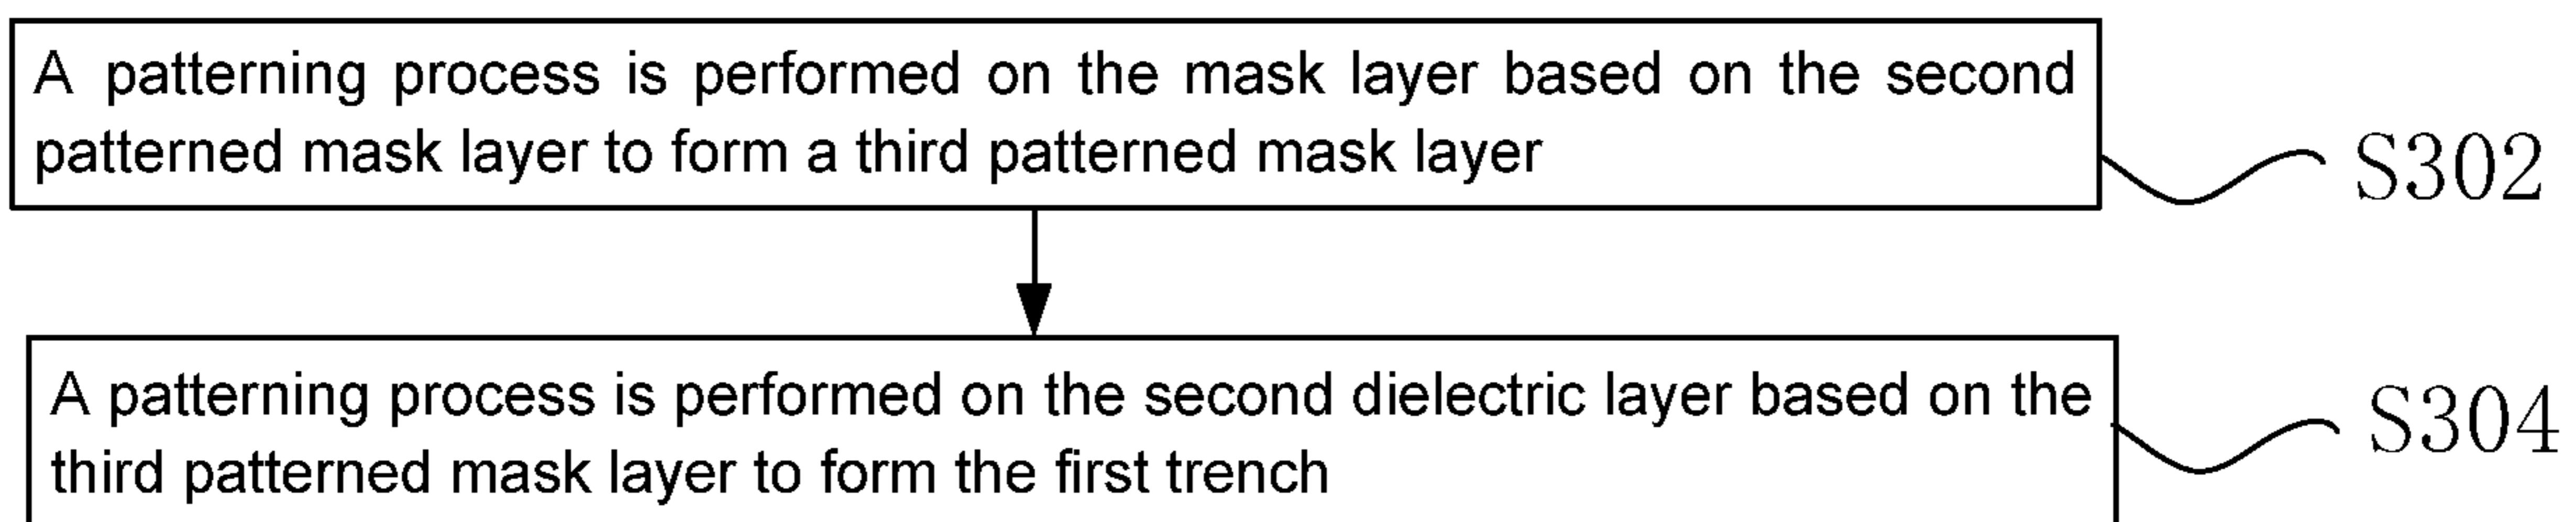 A patterning process is performed on the mask layer based on the second
patterned mask layer to form a third patterned mask layer
S302
A patterning process is performed on the second dielectric layer based on the
third patterned mask layer to form the first trench
S304